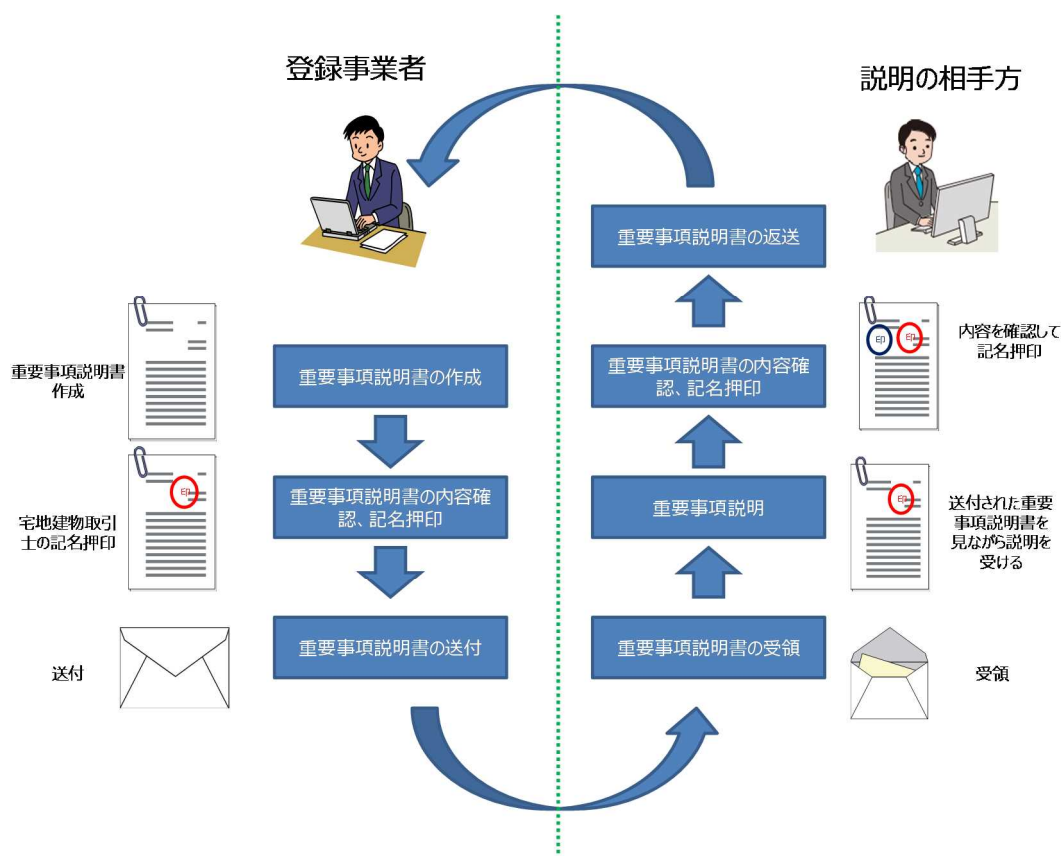 登録事業者
説明の相手方
重要事項説明書
作成
宅地建物取引
士の記名押印
印
送付
重要事項説明書の作成
重要事項説明書の内容確
認、記名押印
重要事項説明書の送付
重要事項説明書の返送
重要事項説明書の内容確
認、記名押印
重要事項説明
重要事項説明書の受領
印
印
内容を確認して
記名押印
印
送付された重要
事項説明書を
見ながら説明を
受ける
受領